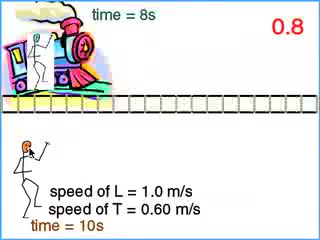 time = 8s
0.8
speed of L = 1.0 m/s
speed of T = 0.60 m/s
time = 10s